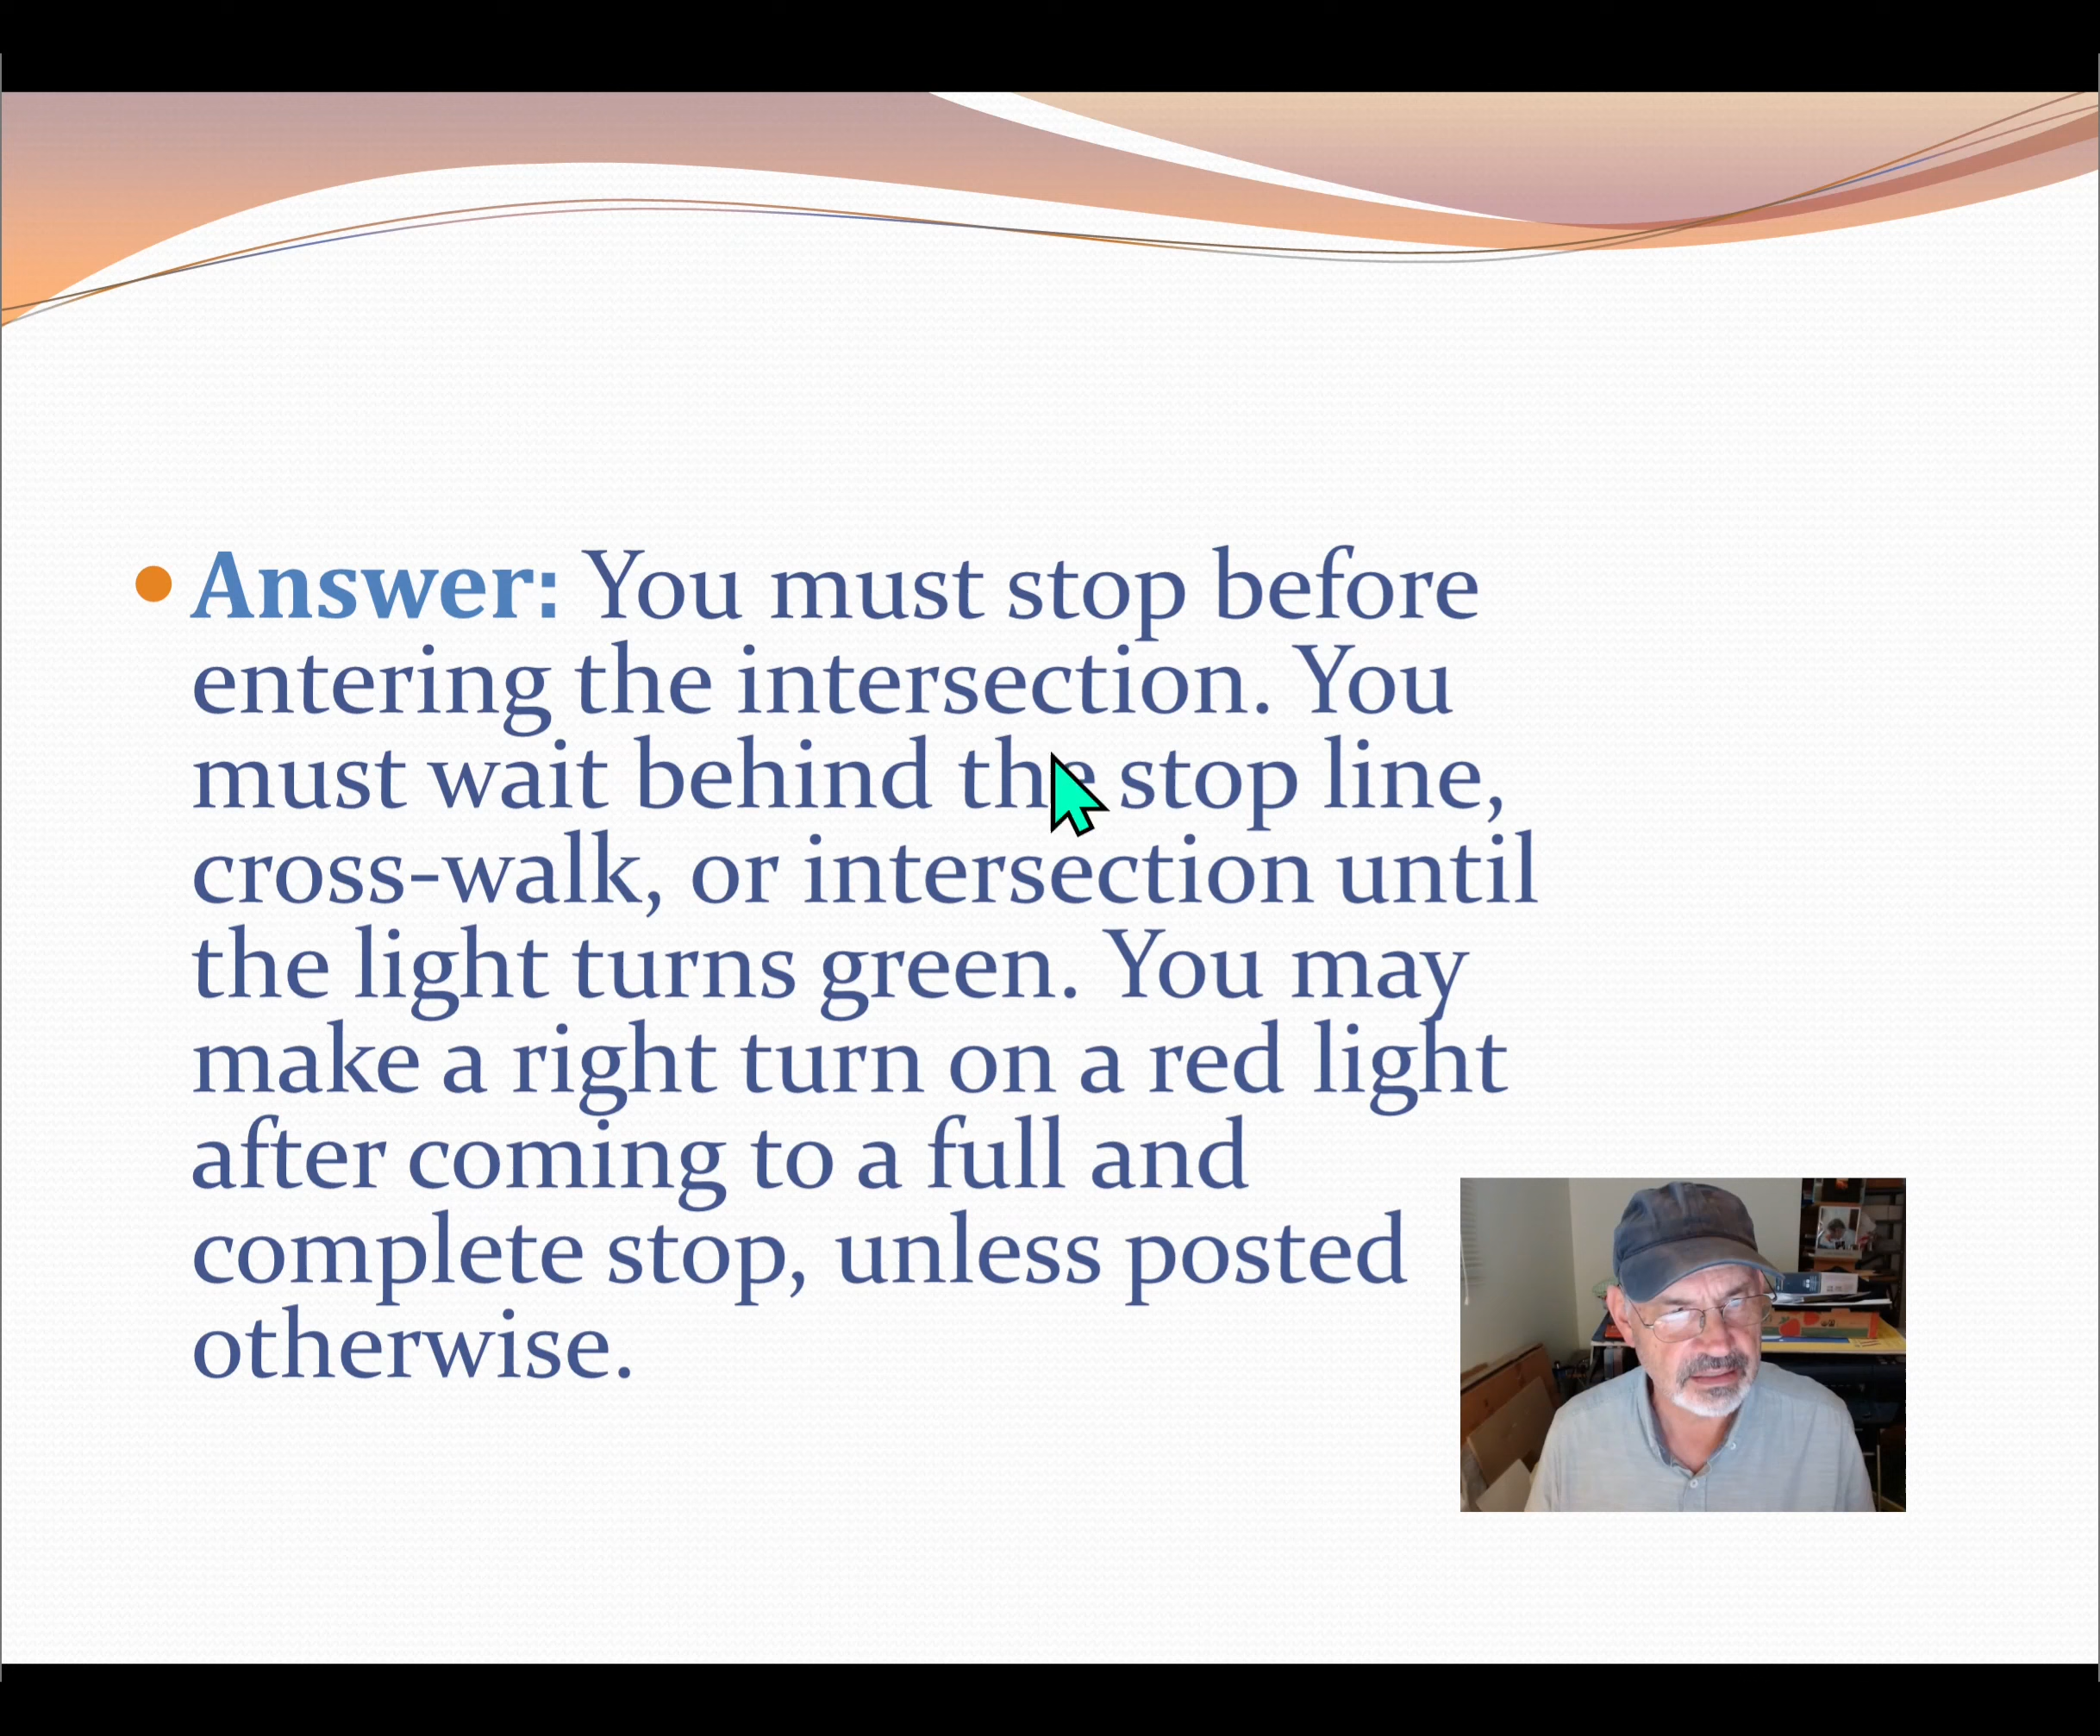 Answer: You must stop before
entering the intersection. You
must wait behind the stop line,
cross-walk, or intersection until
the light turns green. You may
make a right turn on a red light
after coming to a full and
complete stop, unless posted
otherwise.